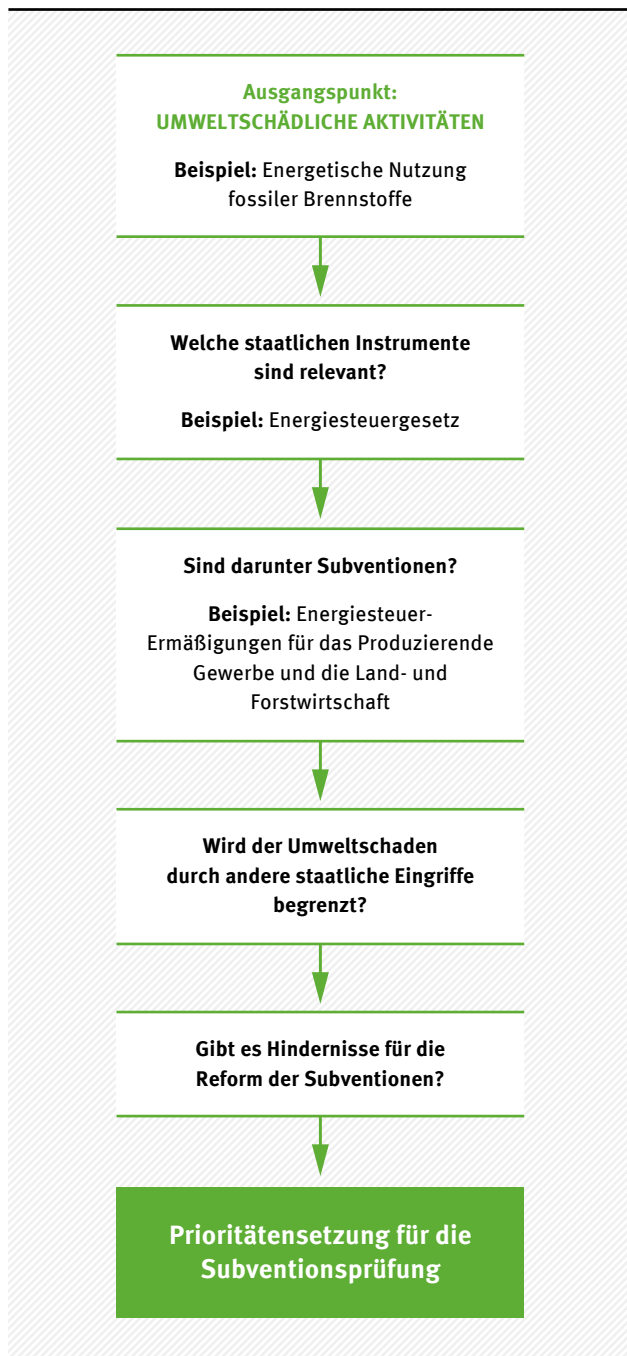 Ausgangspunkt:
UMWELTSCHÄDLICHE AKTIVITÄTEN
Beispiel: Energetische Nutzung
fossiler Brennstoffe
Welche staatlichen Instrumente
sind relevant?
Beispiel: Energiesteuergesetz
Sind darunter Subventionen?
Beispiel: Energiesteuer-
Ermäßigungen für das Produzierende
Gewerbe und die Land- und
Forstwirtschaft
Wird der Umweltschaden
durch andere staatliche Eingriffe
begrenzt?
Gibt es Hindernisse für die
Reform der Subventionen?
Prioritätensetzung für die
Subventionsprüfung